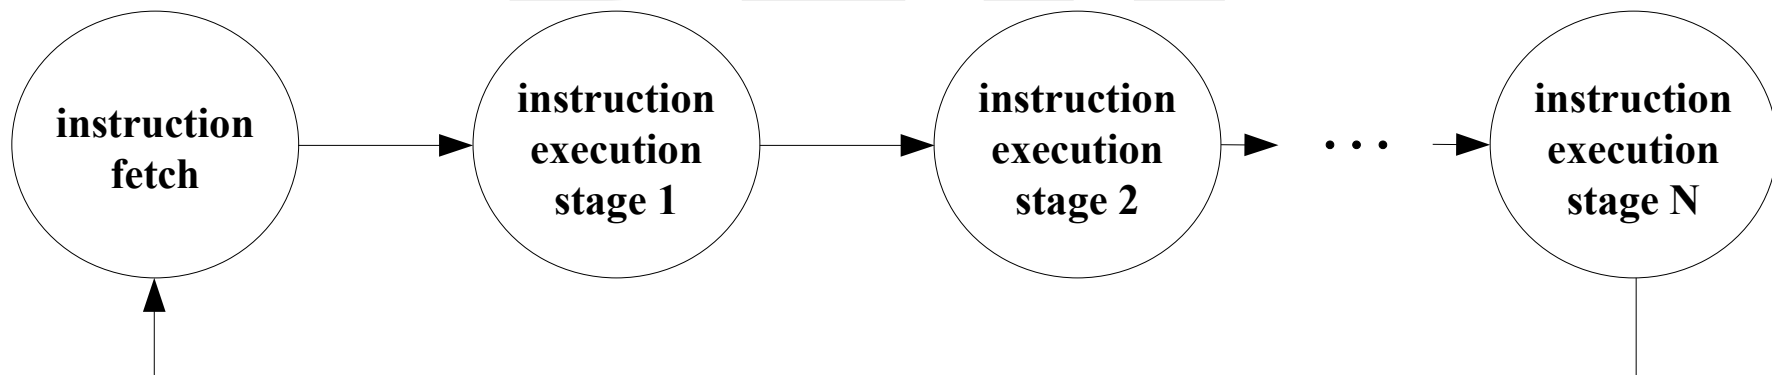 instruction
fetch
instruction
execution
stage 1
instruction
execution
stage 2
...
instruction
execution
stage N